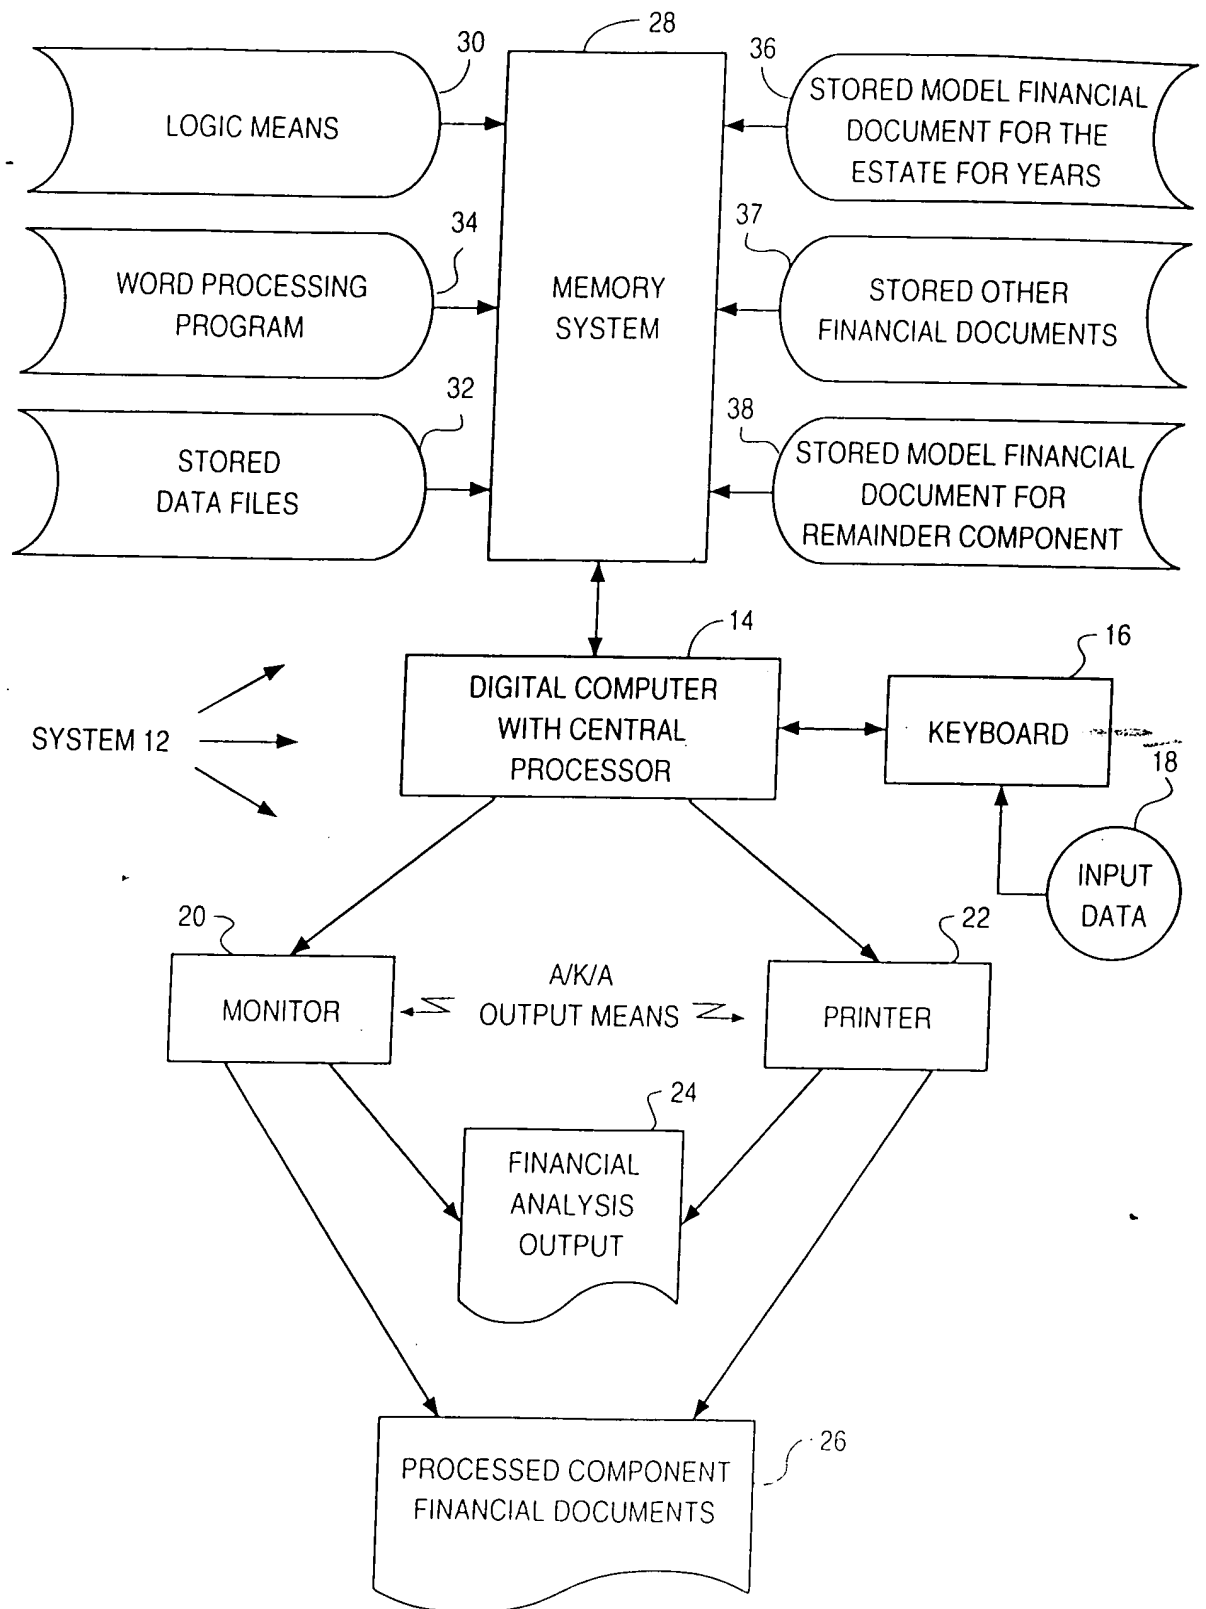 28
30
LOGIC MEANS
36
STORED MODEL FINANCIAL
DOCUMENT FOR THE
ESTATE FOR YEARS
34
WORD PROCESSING
PROGRAM
MEMORY
SYSTEM
37
STORED OTHER
FINANCIAL DOCUMENTS
32
STORED
DATA FILES
38
STORED MODEL FINANCIAL
DOCUMENT FOR
REMAINDER COMPONENT
14
DIGITAL COMPUTER
WITH CENTRAL
PROCESSOR
16
KEYBOARD
SYSTEM 12
18
INPUT
DATA
20
MONITOR
A/K/A
OUTPUT MEANS
22
PRINTER
24
FINANCIAL
ANALYSIS
OUTPUT
26
PROCESSED COMPONENT
FINANCIAL DOCUMENTS